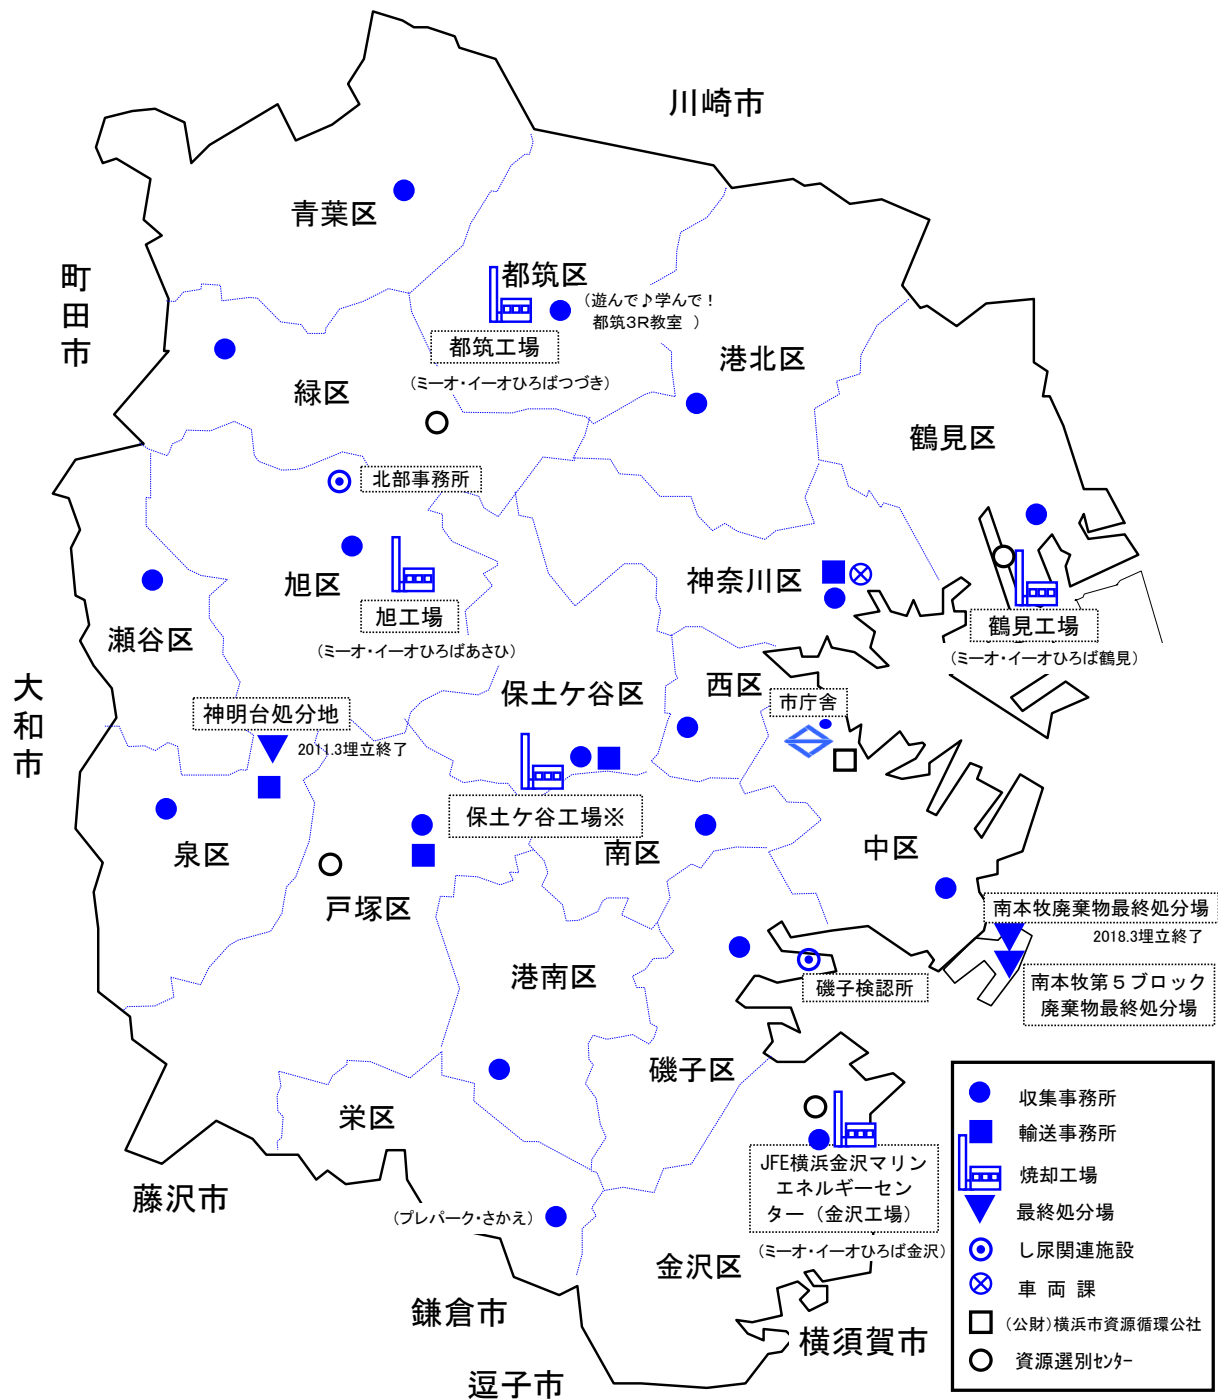 川崎市
青葉区
町田市
都筑区
(遊んで♪学んで！
都筑3R教室 ）
都筑工場
(ミーオ・イーオひろばつづき)
港北区
緑区
鶴見区
北部事務所
旭区
旭工場
(ミーオ・イーオひろばあさひ)
神奈川区
鶴見工場
(ミーオ・イーオひろば鶴見)
瀬谷区
大和市
保土ケ谷区
西区
市庁舎
神明台処分地
2011.3埋立終了
保土ケ谷工場※
南区
中区
泉区
戸塚区
南本牧廃棄物最終処分場
2018.3埋立終了
南本牧第５ブロック
廃棄物最終処分場
港南区
磯子検認所
磯子区
栄区
藤沢市
(プレパーク・さかえ)
JFE横浜金沢マリン
エネルギーセン
ター（金沢工場）
(ミーオ・イーオひろば金沢)
金沢区
鎌倉市
逗子市
横須賀市
収集事務所
輸送事務所
焼却工場
最終処分場
し尿関連施設
車 両 課
(公財)横浜市資源循環公社
資源選別ｾﾝﾀｰ